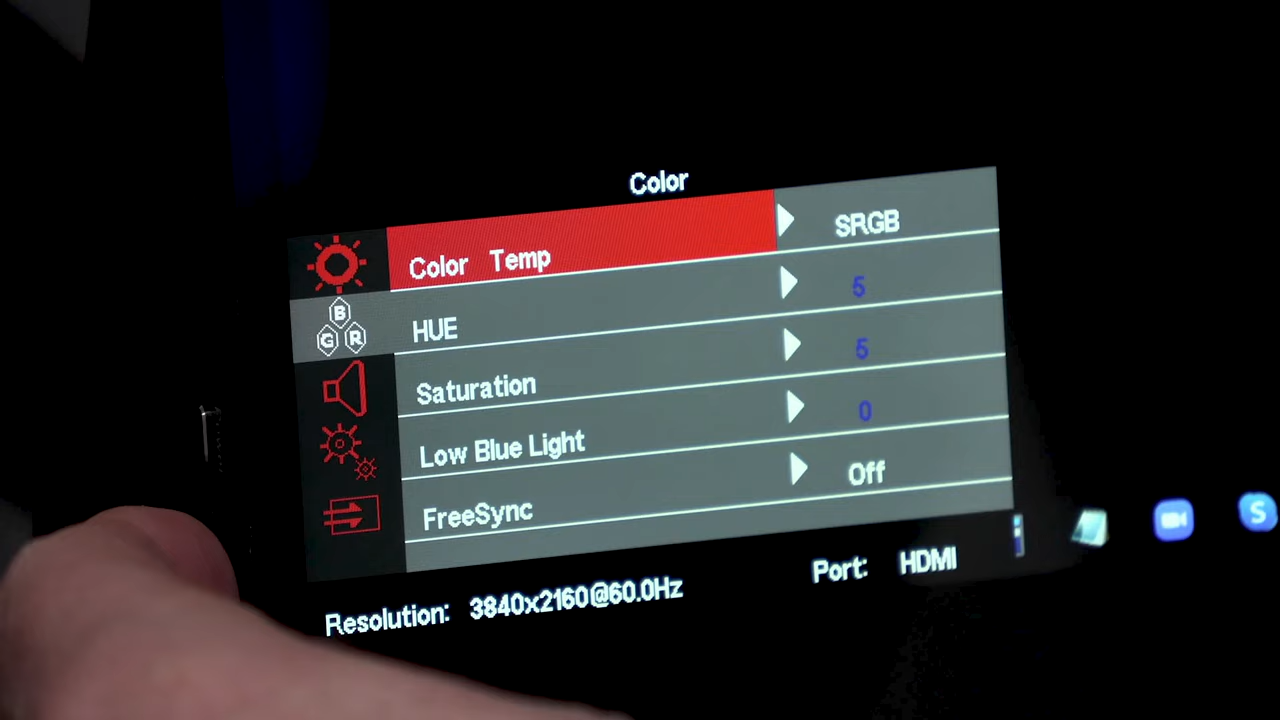 Color
Color Temp SRGB
HUE 5
Saturation 5
Low Blue Light 0
FreeSync Off
B
G R
Resolution: 3840x2160@60.0Hz
Port: HDMI
S